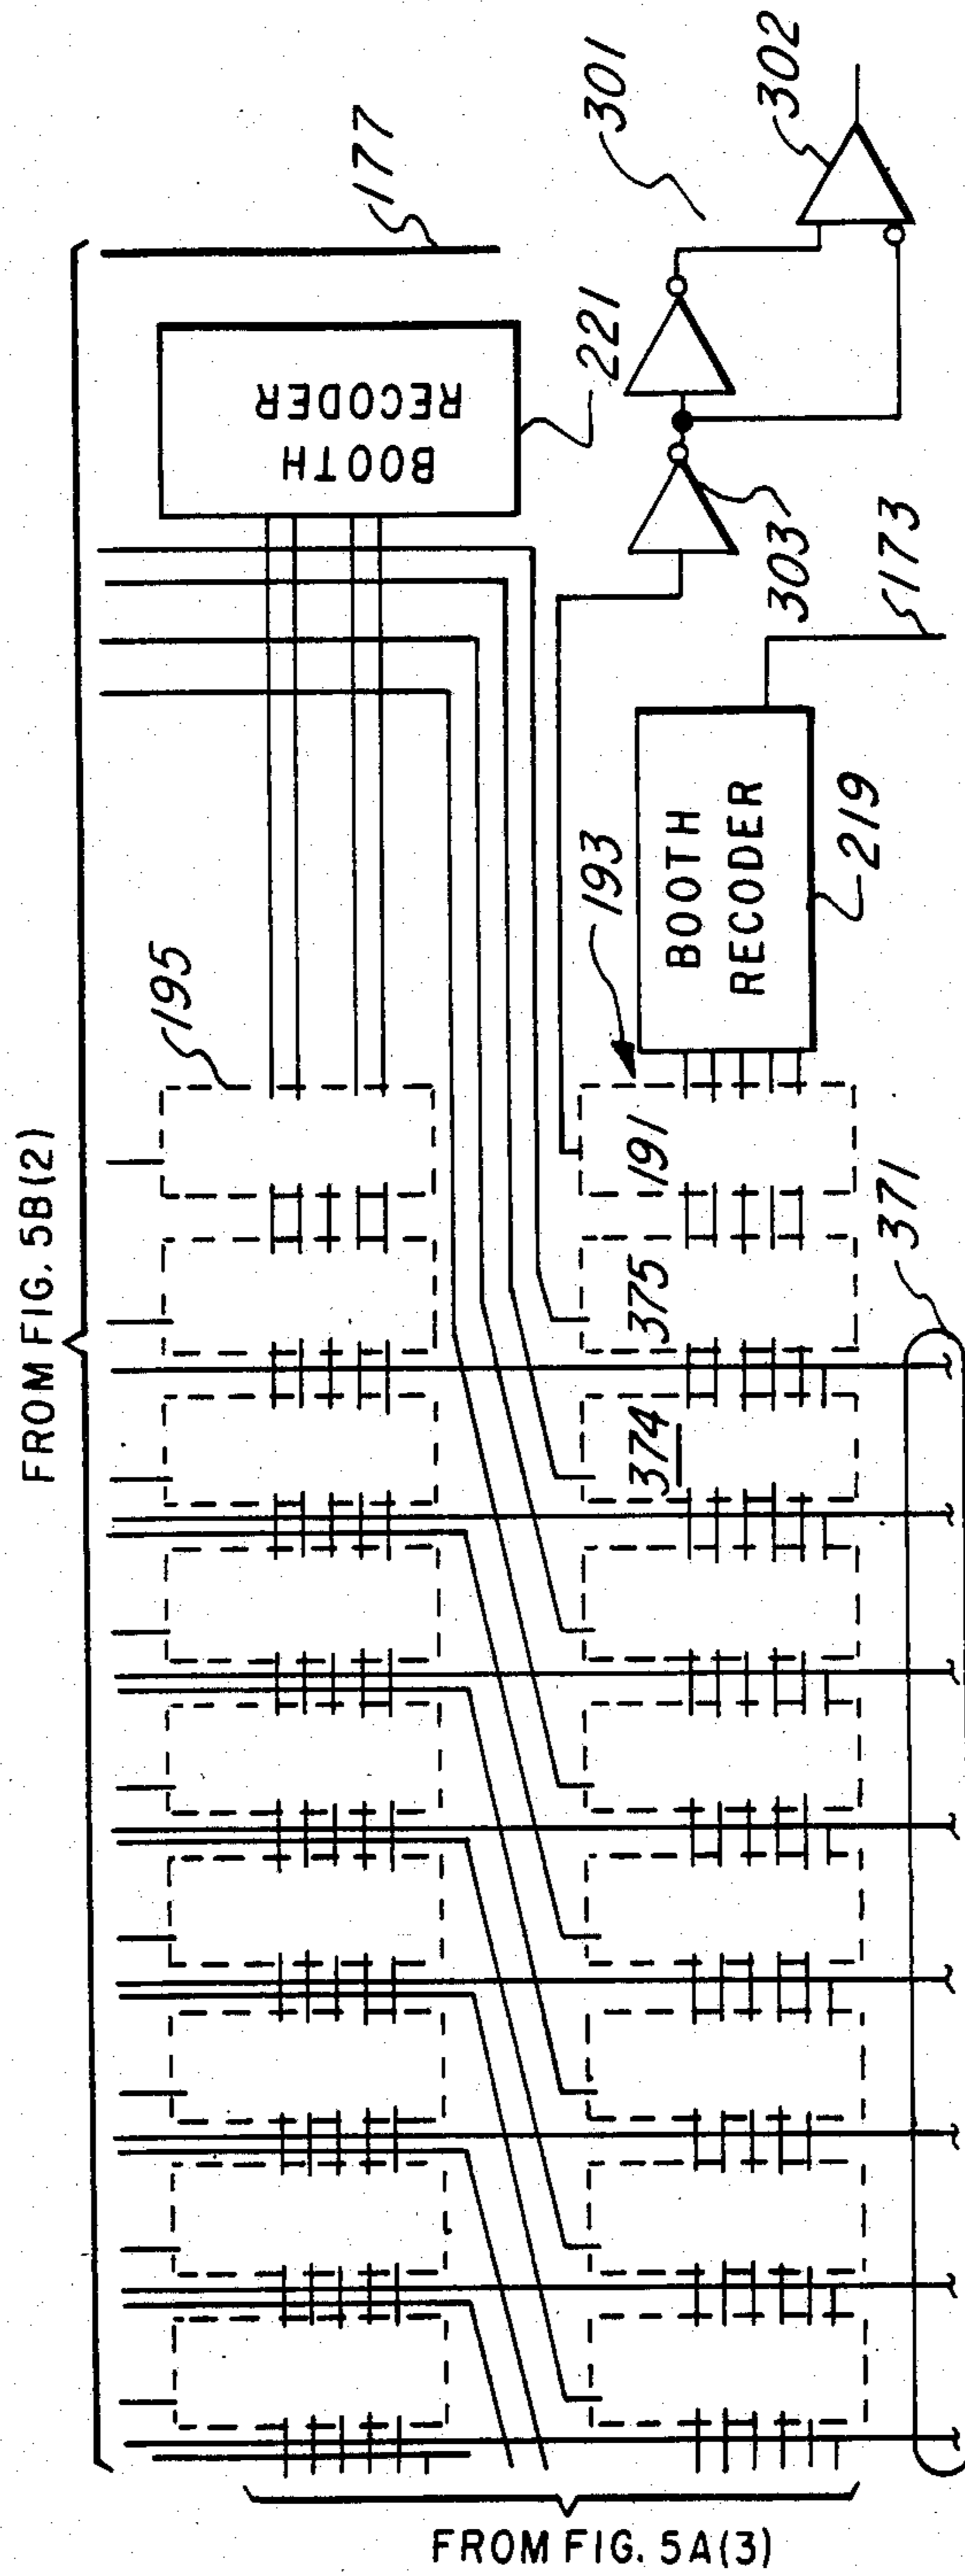 FROM FIG. 5B(2)
177
301
302
BOOTH
RECODER
221
303
173
195
193
BOOTH
RECODER
219
191
375
374
371
FROM FIG. 5A(3)